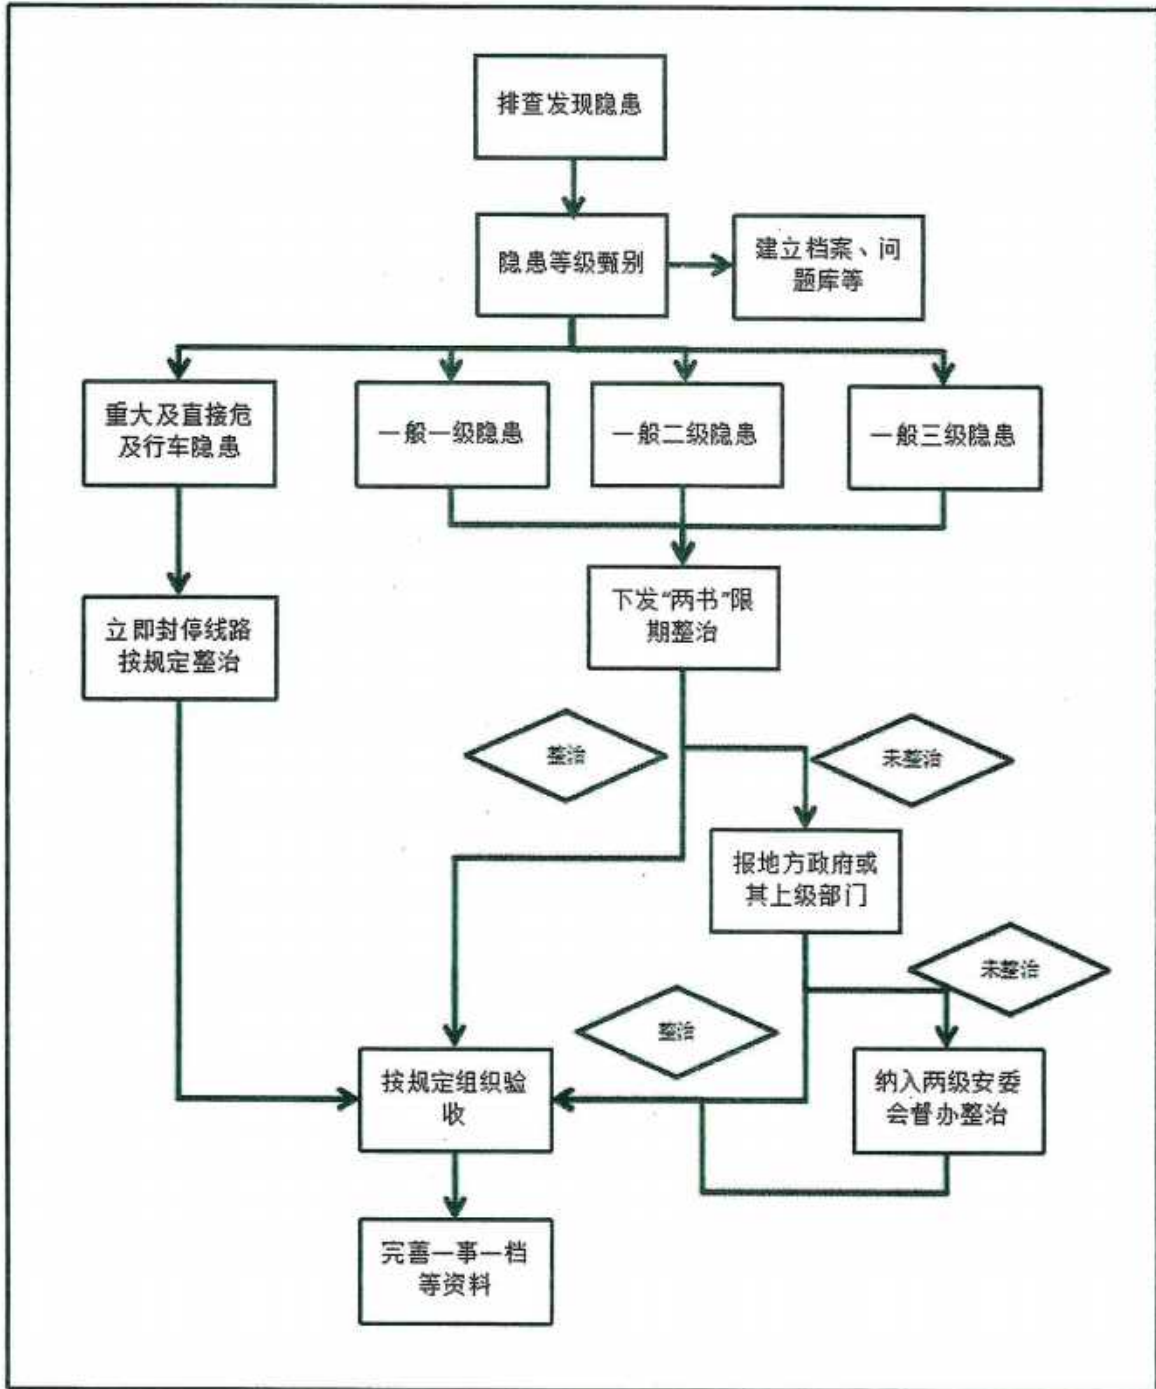 排查发现隐患
隐患等级甄别
建立档案、问
题库等
重大及直接危
及行车隐患
一般一级隐患
一般二级隐患
一般三级隐患
下发“两书”限
期整治
立即封停线路
按规定整治
整治
未整治
报地方政府或
其上级部门
未整治
整治
按规定组织验
收
纳入两级安委
会督办整治
完善一事一档
等资料